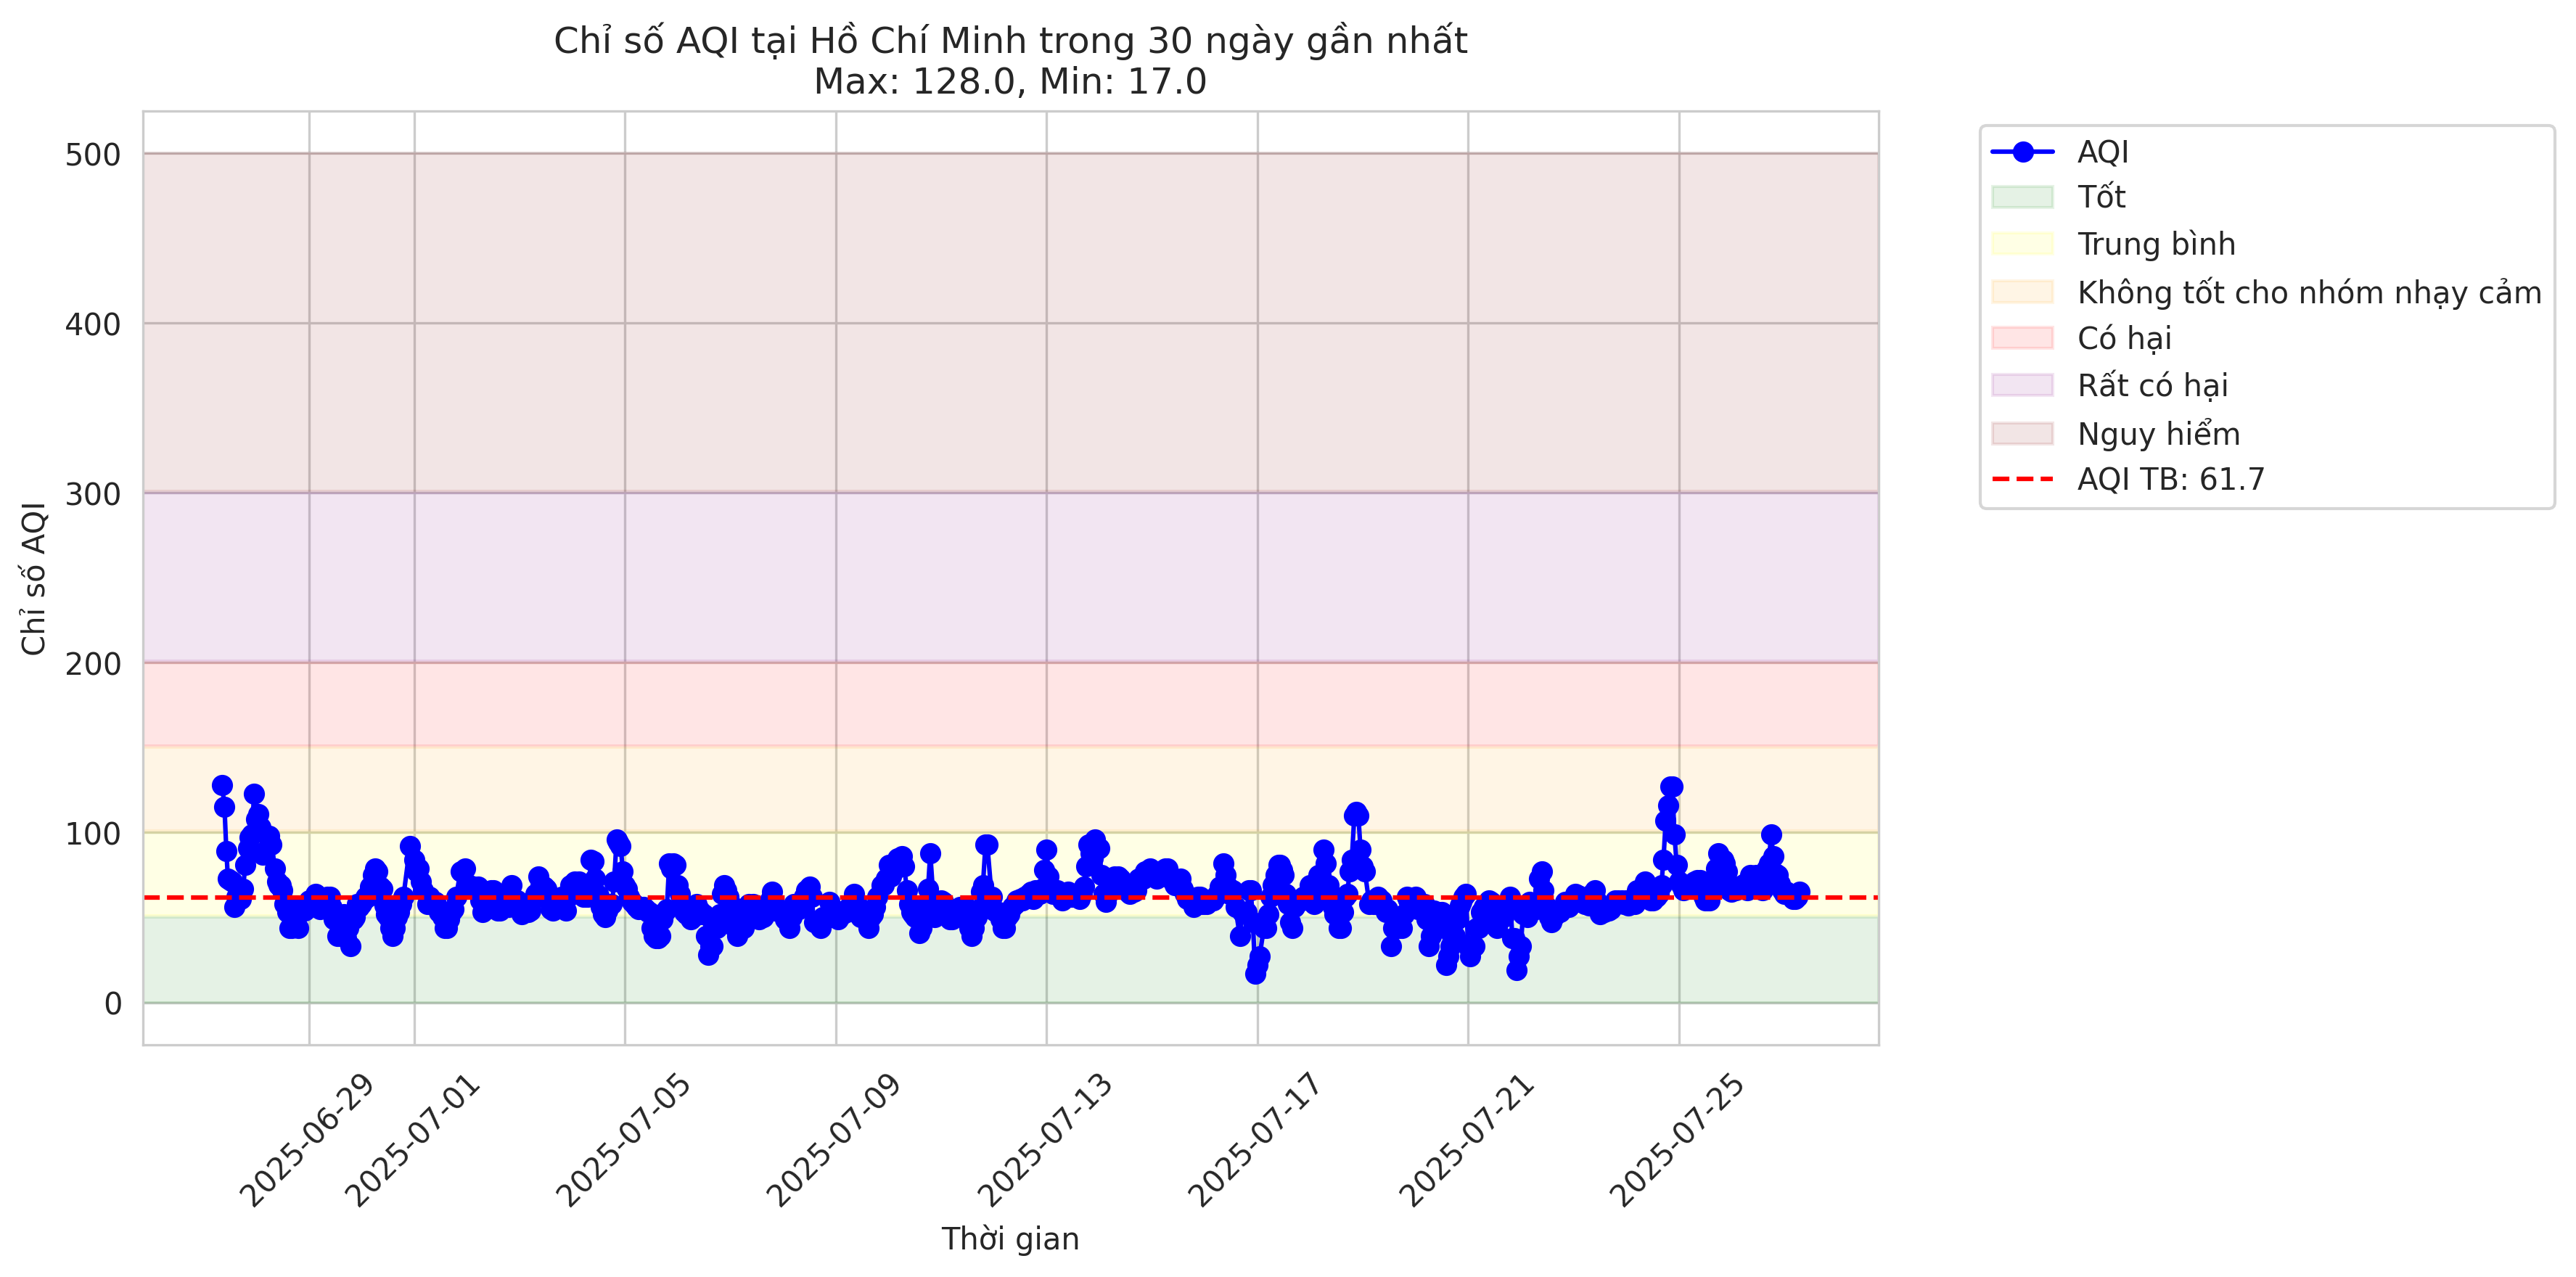 Chỉ số AQI tại Hồ Chí Minh trong 30 ngày gần nhất
Max: 128.0, Min: 17.0
Chỉ số AQI
500
400
300
200
100
0
2025-06-29
2025-07-01
2025-07-05
2025-07-09
2025-07-13
2025-07-17
2025-07-21
2025-07-25
Thời gian
AQI
Tốt
Trung bình
Không tốt cho nhóm nhạy cảm
Có hại
Rất có hại
Nguy hiểm
AQI TB: 61.7